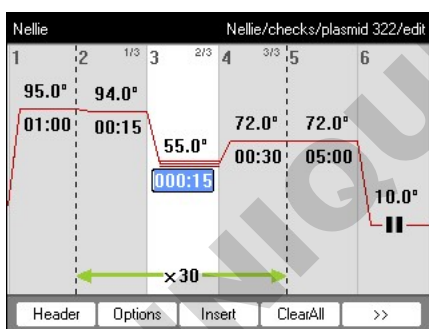 Nellie Nellie/checks/plasmid 322/edit
1 2 1/3 3 2/3 4 3/3 5 6
95.0° 94.0°
01:00 00:15
55.0° 72.0° 72.0°
000:15 00:30 05:00
10.0°
×30
Header Options Insert ClearAll >>
NIQU